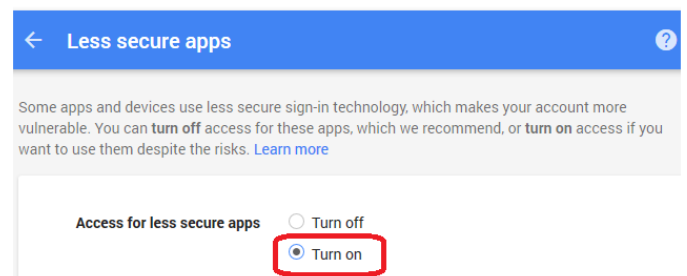 Less secure apps
Some apps and devices use less secure sign-in technology, which makes your account more
vulnerable. You can turn off access for these apps, which we recommend, or turn on access if you
want to use them despite the risks. Learn more
Access for less secure apps
Turn off
Turn on